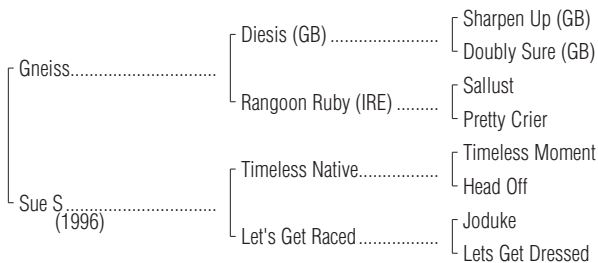 Sharpen Up (GB)
Diesis (GB) ........................
Doubly Sure (GB)
Gneiss................................
Sallust
Rangoon Ruby (IRE) .........
Pretty Crier
Timeless Moment
Timeless Native.................
Head Off
Sue S.................................
(1996)
Joduke
Let's Get Raced .................
Lets Get Dressed